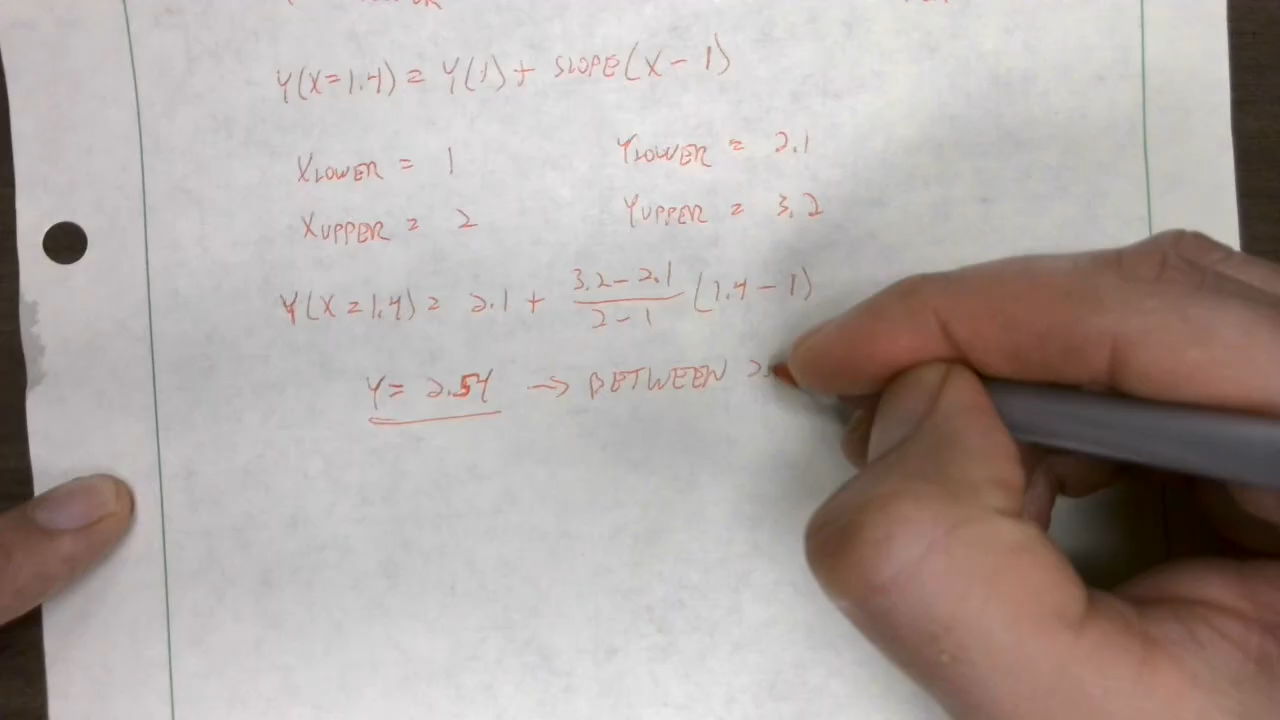 Y(X=1.4) = Y(1) + SLOPE(X - 1)
XLOWER = 1 YLOWER = 2.1
XUPPER = 2 YUPPER = 3.2
Y(X=1.4) = 2.1 + \frac{3.2-2.1}{2-1} (1.4 - 1)
Y = 2.54 → BETWEEN